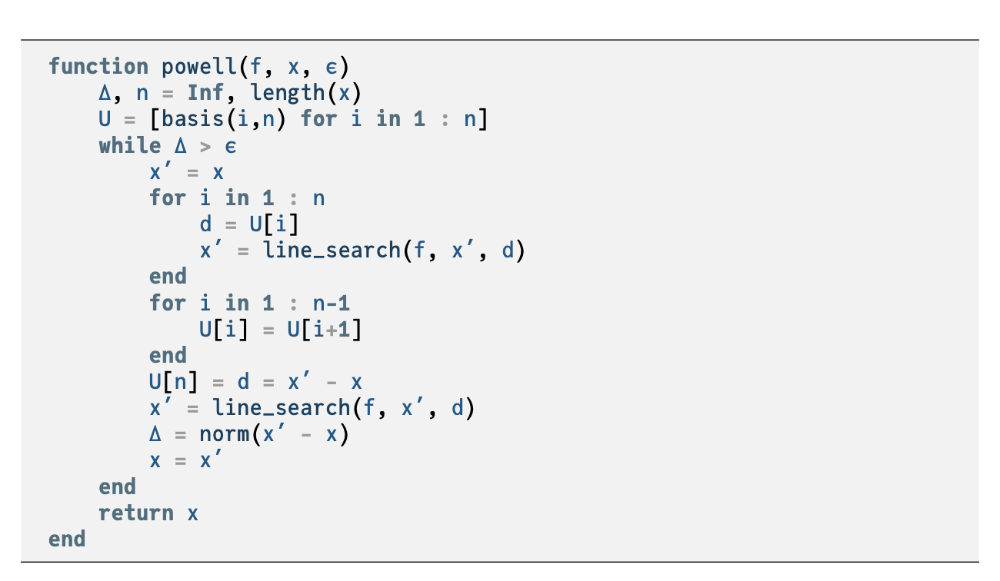 function powell(f, x, ϵ)
    Δ, n = Inf, length(x)
    U = [basis(i,n) for i in 1 : n]
    while Δ > ϵ
        x′ = x
        for i in 1 : n
            d = U[i]
            x′ = line_search(f, x′, d)
        end
        for i in 1 : n-1
            U[i] = U[i+1]
        end
        U[n] = d = x′ - x
        x′ = line_search(f, x′, d)
        Δ = norm(x′ - x)
        x = x′
    end
    return x
end